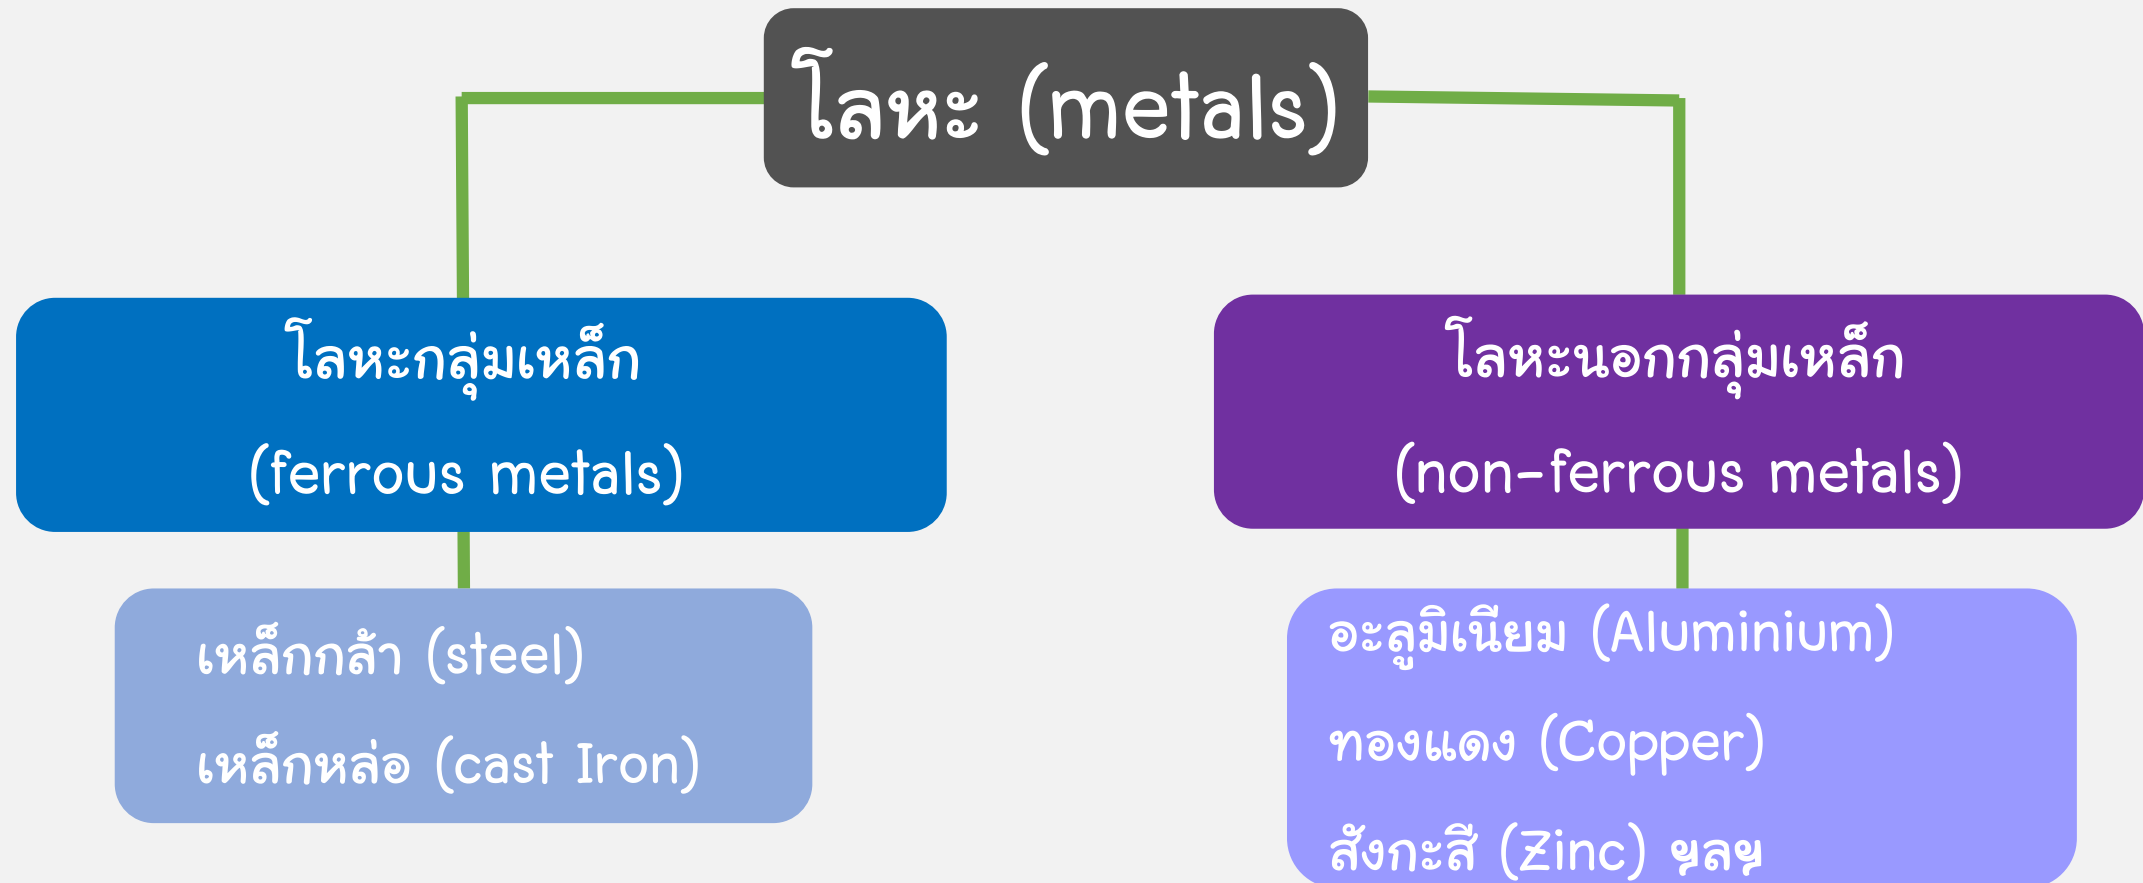 โลหะ (metals)
โลหะกลุ่มเหล็ก
(ferrous metals)
เหล็กกล้า (steel)
เหล็กหล่อ (cast Iron)
โลหะนอกกลุ่มเหล็ก
(non-ferrous metals)
อะลูมิเนียม (Aluminium)
ทองแดง (Copper)
สังกะสี (Zinc) ฯลฯ